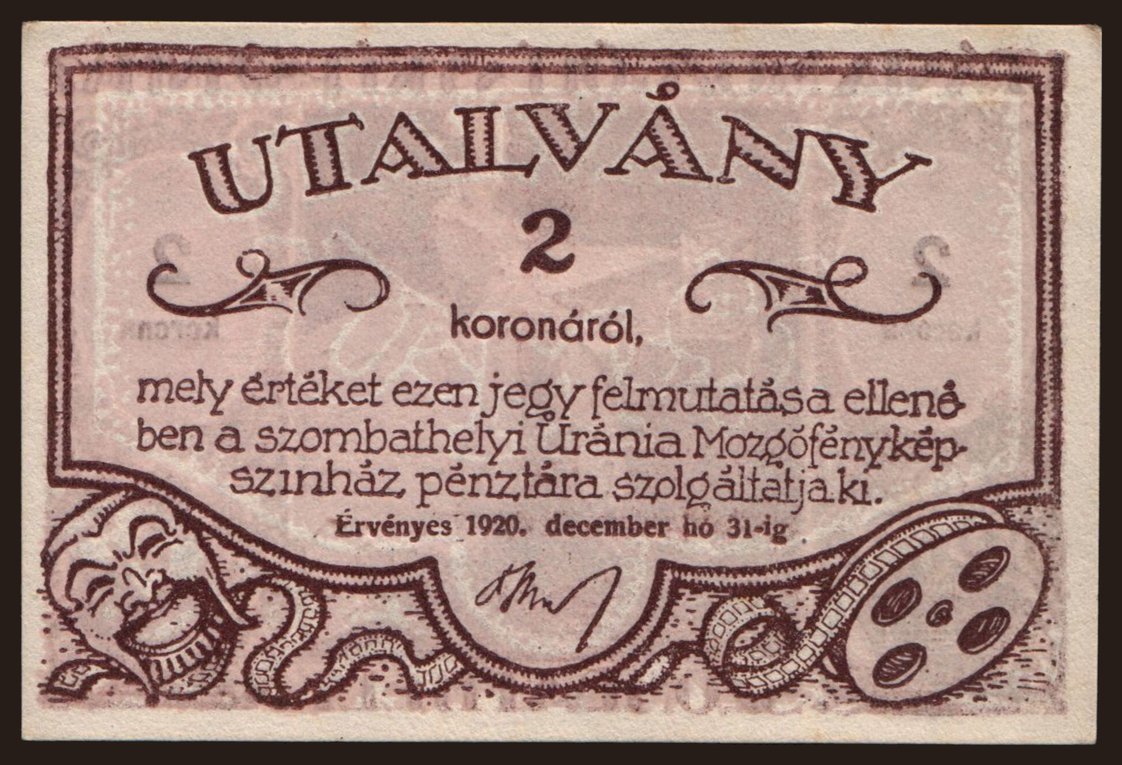 UTALVÁNY
2
koronáról,
mely értéket ezen jegy felmutatása ellené-
ben a szombathelyi Uránia Mozgófénykép-
szinház pénztára szolgáltatja ki.
Érvényes 1920. december hó 31-ig